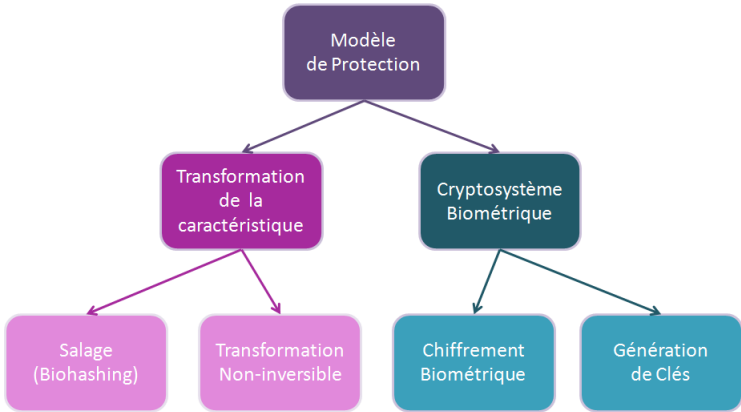 Modèle
de Protection
Transformation
de la
caractéristique
Cryptosystème
Biométrique
Salage
(Biohashing)
Transformation
Non-inversible
Chiffrement
Biométrique
Génération
de Clés